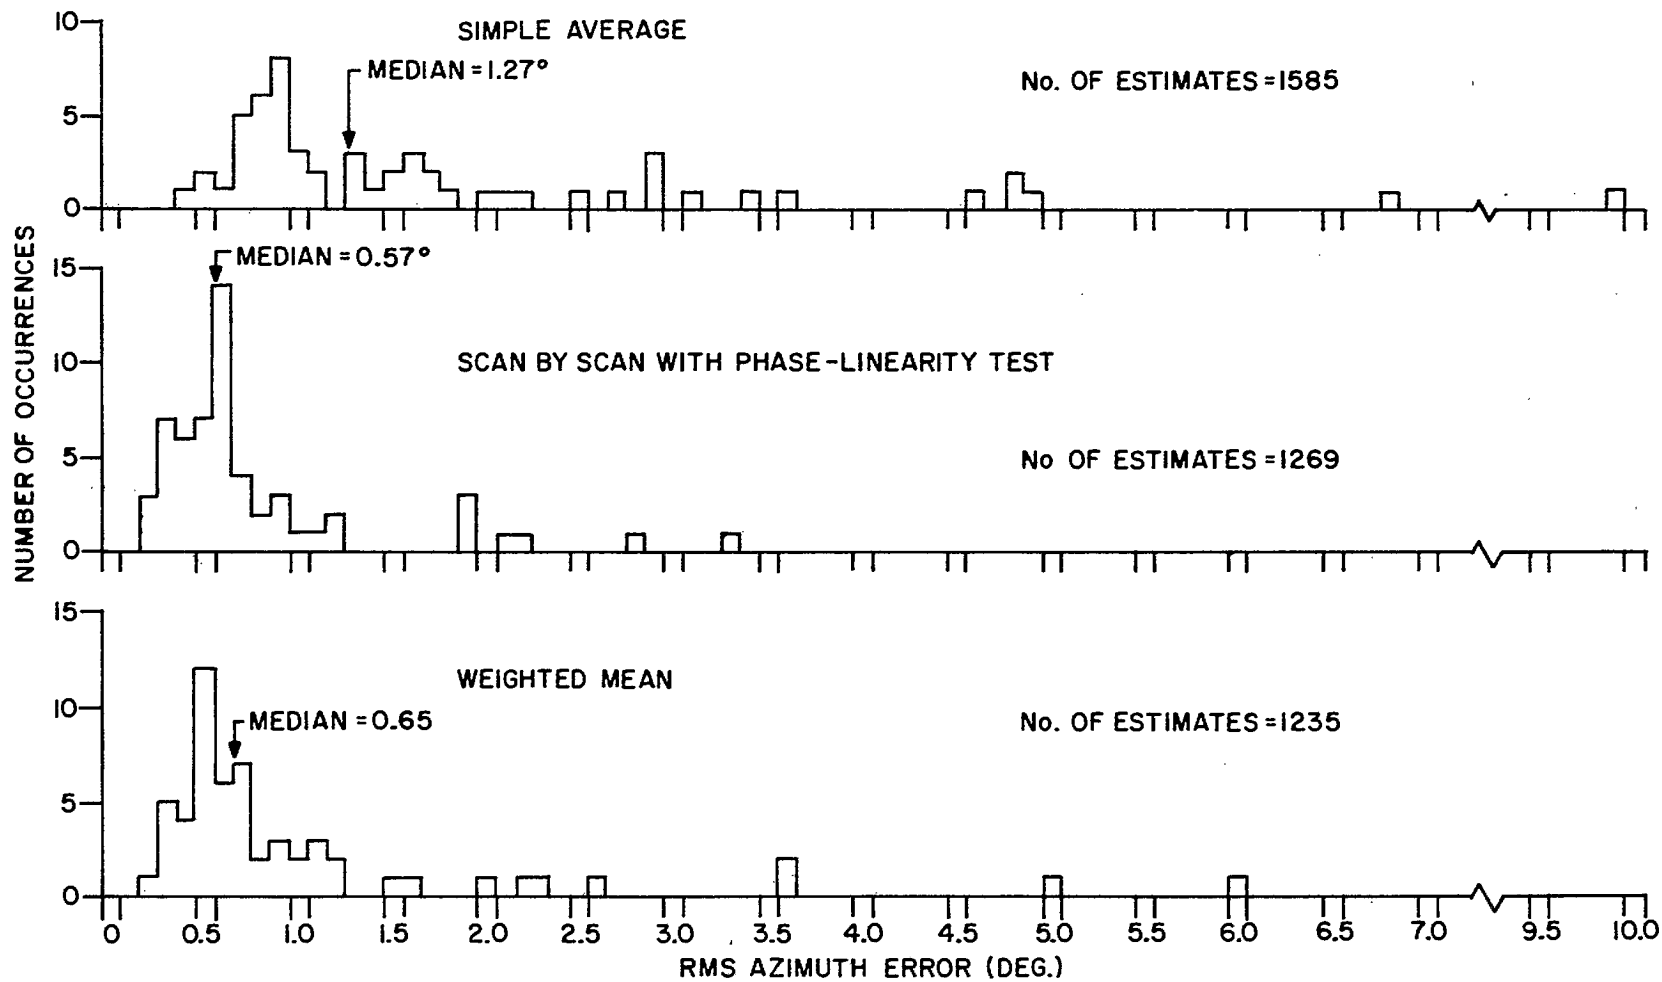 NUMBER OF OCCURRENCES
10
5
0
SIMPLE AVERAGE
MEDIAN=1.27°
No. OF ESTIMATES=1585
15
10
5
0
MEDIAN=0.57°
SCAN BY SCAN WITH PHASE-LINEARITY TEST
No OF ESTIMATES=1269
15
10
5
0
WEIGHTED MEAN
MEDIAN=0.65
No. OF ESTIMATES=1235
0 0.5 1.0 1.5 2.0 2.5 3.0 3.5 4.0 4.5 5.0 5.5 6.0 6.5 7.0 9.5 10.0
RMS AZIMUTH ERROR (DEG.)